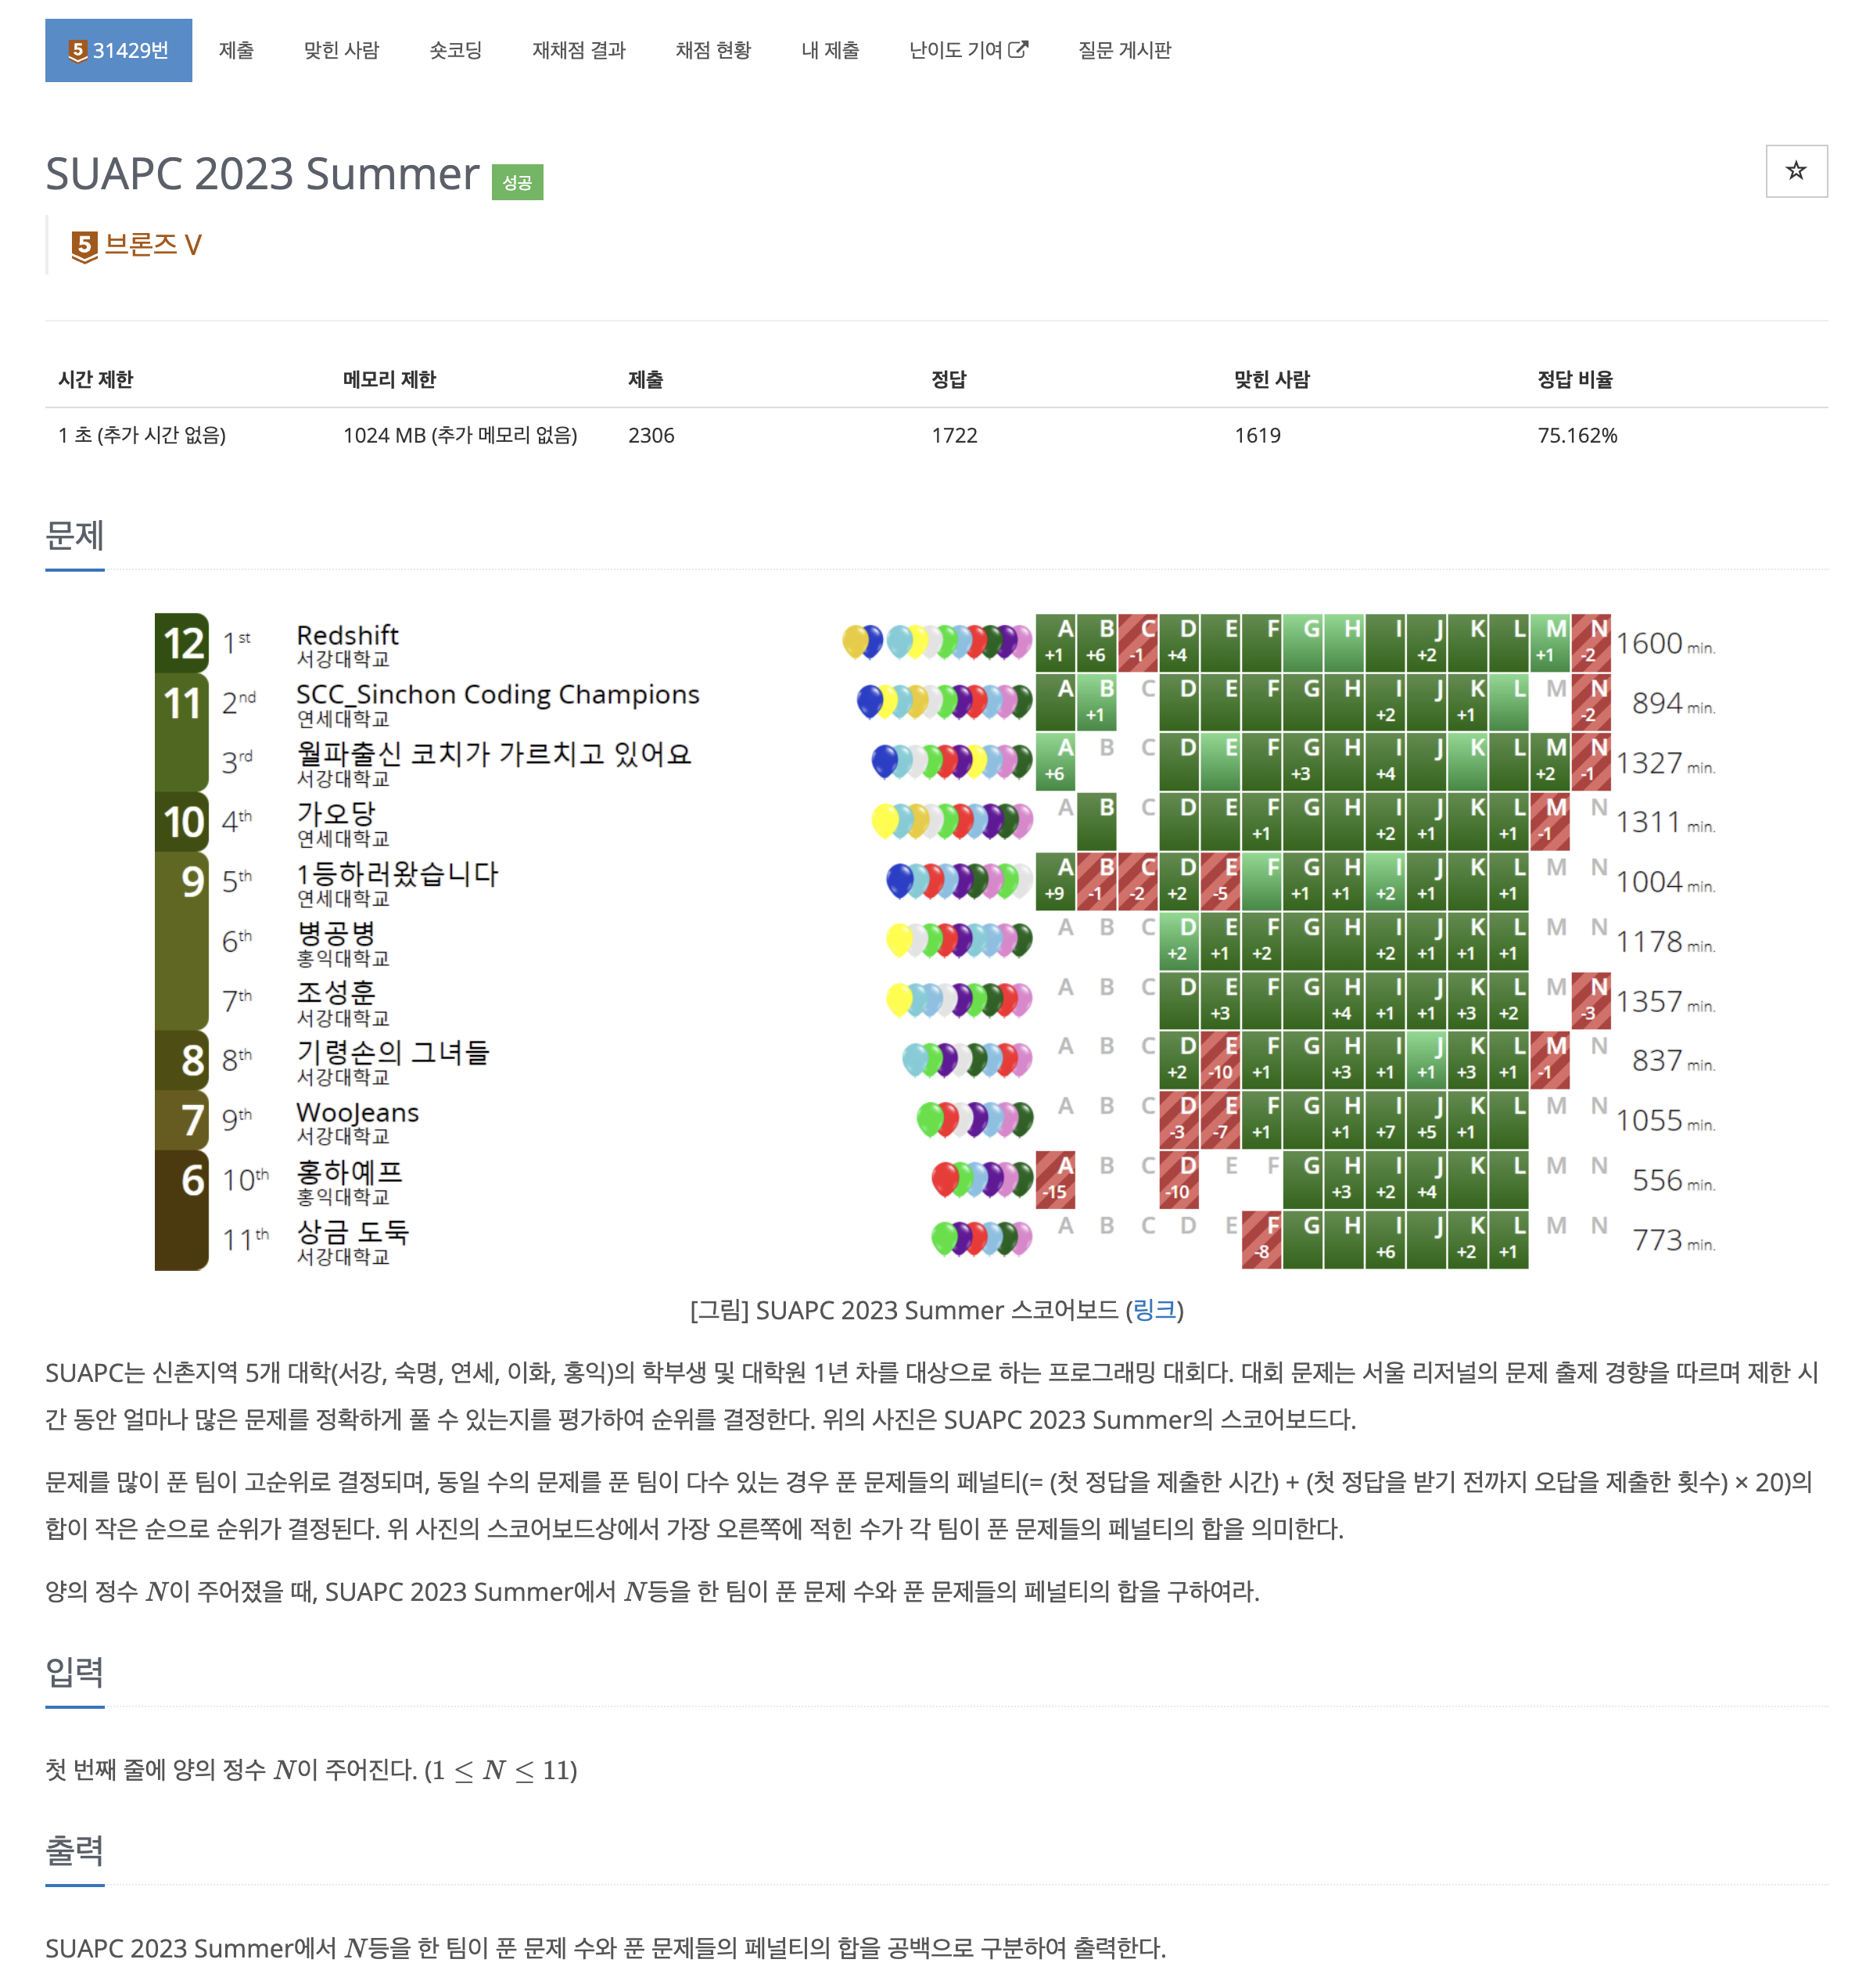 5 31429번 제출 맞힌 사람 숏코딩 재채점 결과 채점 현황 내 제출 난이도 기여 질문 게시판
SUAPC 2023 Summer 성공
5 브론즈 V
시간 제한 메모리 제한 제출 정답 맞힌 사람 정답 비율
1 초 (추가 시간 없음) 1024 MB (추가 메모리 없음) 2306 1722 1619 75.162%
문제
12 1st Redshift A B C D E F G H I J K L M N 1600 min.
서강대학교 +1 +6 -1 +4 +2 +1 -2
11 2nd SCC_Sinchon Coding Champions A B C D E F G H I J K L M N 894 min.
연세대학교 +1 +2 +1 -2
3rd 월파출신 코치가 가르치고 있어요 A B C D E F G H I J K L M N 1327 min.
서강대학교 +6 +3 +4 +2 -1
10 4th 가오당 A B C D E F G H I J K L M N 1311 min.
연세대학교 +1 +2 +1 +1 -1
9 5th 1등하러왔습니다 A B C D E F G H I J K L M N 1004 min.
연세대학교 +9 -1 -2 +2 -5 +1 +1 +2 +1 +1
6th 병공병 A B C D E F G H I J K L M N 1178 min.
홍익대학교 +2 +1 +2 +2 +1 +1 +1
7th 조성훈 A B C D E F G H I J K L M N 1357 min.
서강대학교 +3 +4 +1 +1 +3 +2 -3
8 8th 기령손의 그녀들 A B C D E F G H I J K L M N 837 min.
서강대학교 +2 -10 +1 +3 +1 +1 +3 +1 -1
7 9th WooJeans A B C D E F G H I J K L M N 1055 min.
서강대학교 -3 -7 +1 +1 +7 +5 +1
6 10th 홍하예프 A B C D E F G H I J K L M N 556 min.
홍익대학교 -15 -10 +3 +2 +4
11th 상금 도둑 A B C D E F G H I J K L M N 773 min.
서강대학교 -8 +6 +2 +1
[그림] SUAPC 2023 Summer 스코어보드 (링크)
SUAPC는 신촌지역 5개 대학(서강, 숙명, 연세, 이화, 홍익)의 학부생 및 대학원 1년 차를 대상으로 하는 프로그래밍 대회다. 대회 문제는 서울 리저널의 문제 출제 경향을 따르며 제한 시
간 동안 얼마나 많은 문제를 정확하게 풀 수 있는지를 평가하여 순위를 결정한다. 위의 사진은 SUAPC 2023 Summer의 스코어보드다.
문제를 많이 푼 팀이 고순위로 결정되며, 동일 수의 문제를 푼 팀이 다수 있는 경우 푼 문제들의 페널티(= (첫 정답을 제출한 시간) + (첫 정답을 받기 전까지 오답을 제출한 횟수) × 20)의
합이 작은 순으로 순위가 결정된다. 위 사진의 스코어보드상에서 가장 오른쪽에 적힌 수가 각 팀이 푼 문제들의 페널티의 합을 의미한다.
양의 정수 N이 주어졌을 때, SUAPC 2023 Summer에서 N등을 한 팀이 푼 문제 수와 푼 문제들의 페널티의 합을 구하여라.
입력
첫 번째 줄에 양의 정수 N이 주어진다. (1 ≤ N ≤ 11)
출력
SUAPC 2023 Summer에서 N등을 한 팀이 푼 문제 수와 푼 문제들의 페널티의 합을 공백으로 구분하여 출력한다.